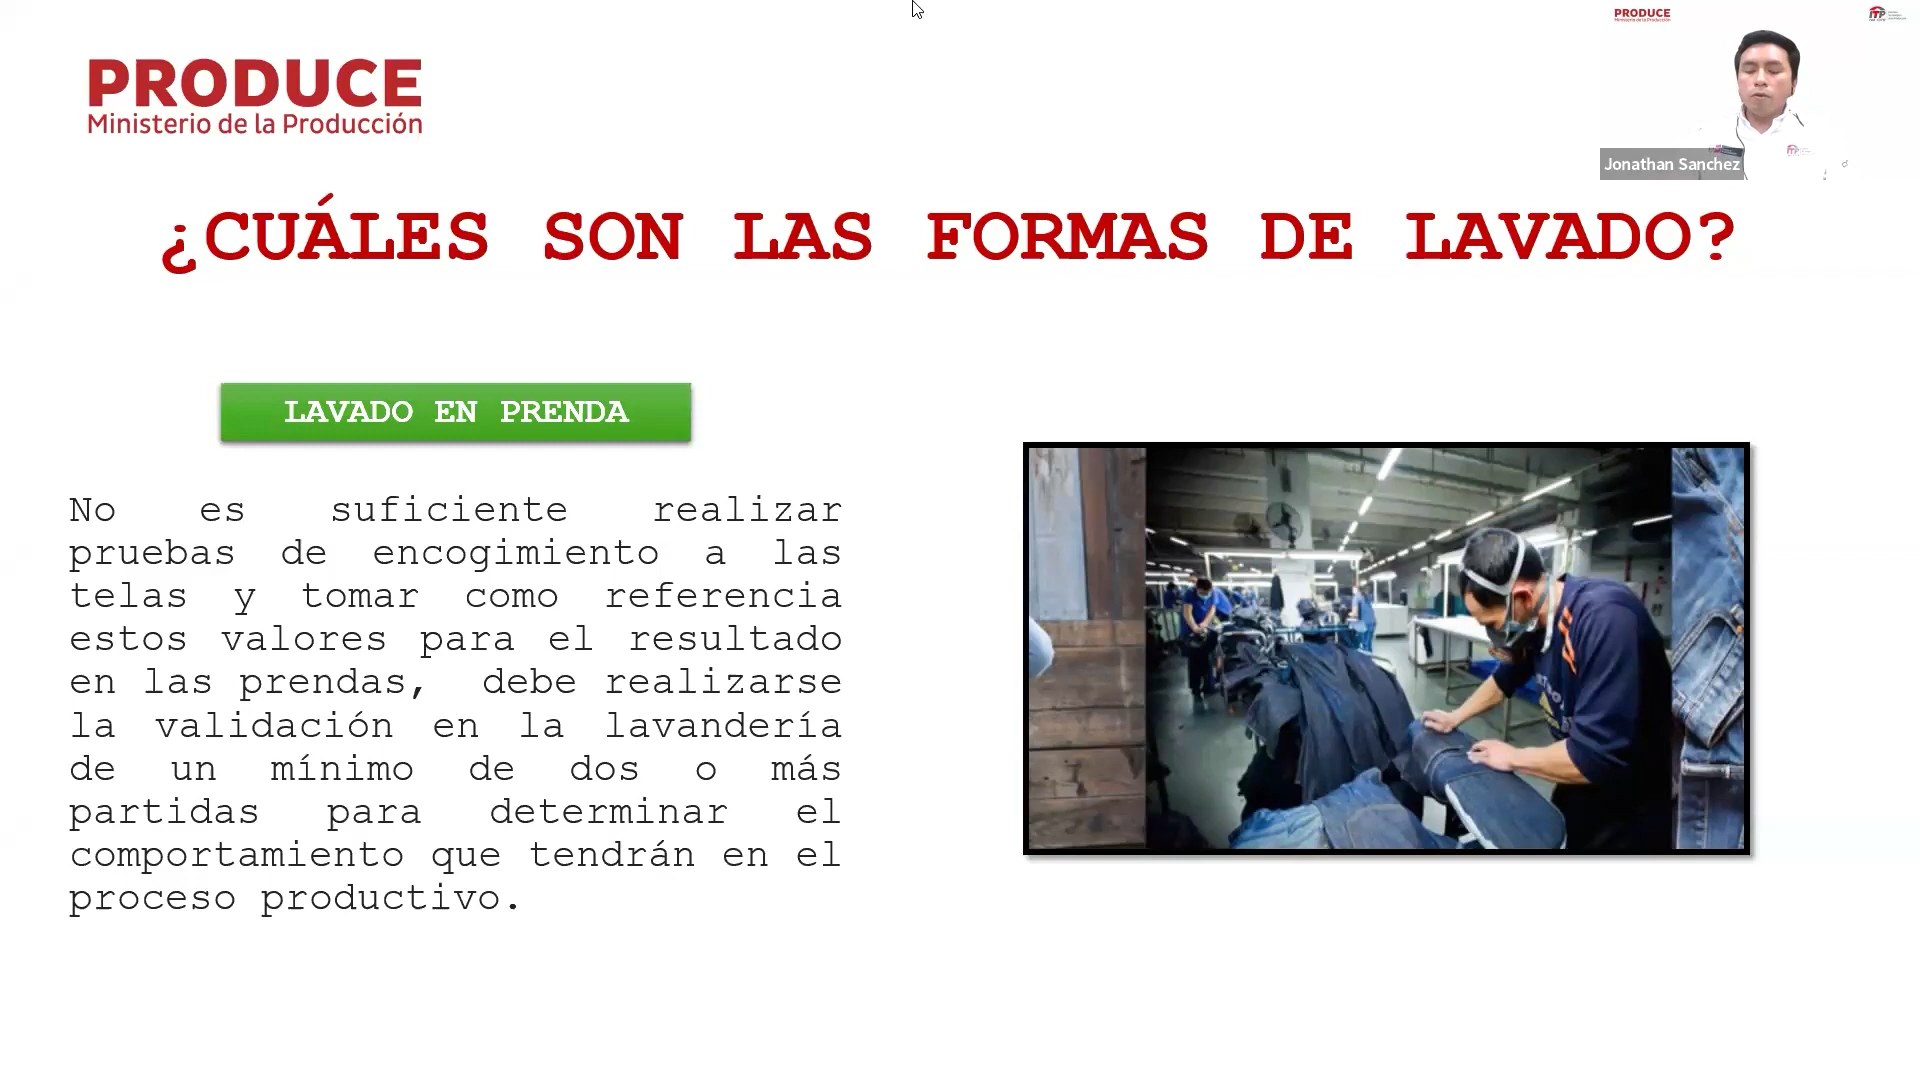 PRODUCE
Ministerio de la Producción
PRODUCE
ITP
Jonathan Sanchez
¿CUÁLES SON LAS FORMAS DE LAVADO?
LAVADO EN PRENDA
No es suficiente realizar
pruebas de encogimiento a las
telas y tomar como referencia
estos valores para el resultado
en las prendas, debe realizarse
la validación en la lavandería
de un mínimo de dos o más
partidas para determinar el
comportamiento que tendrán en el
proceso productivo.